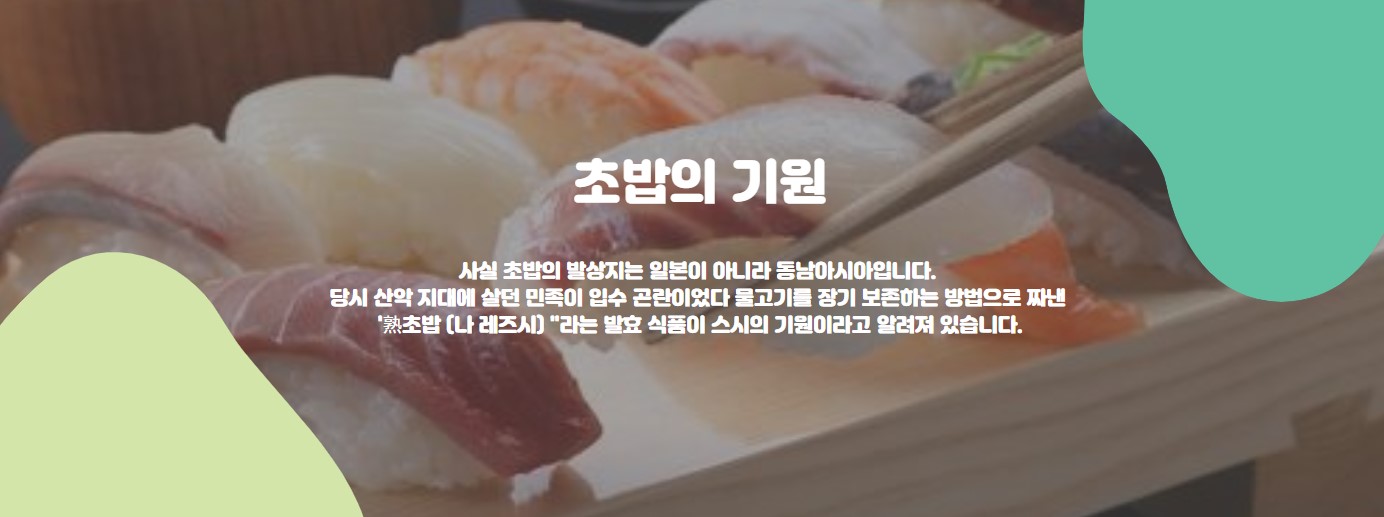 초밥의 기원
사실 초밥의 발상지는 일본이 아니라 동남아시아입니다.
당시 산악 지대에 살던 민족이 입수 곤란이었다 물고기를 장기 보존하는 방법으로 짜낸
'熟초밥 (나 레즈시) "라는 발효 식품이 스시의 기원이라고 알려져 있습니다.